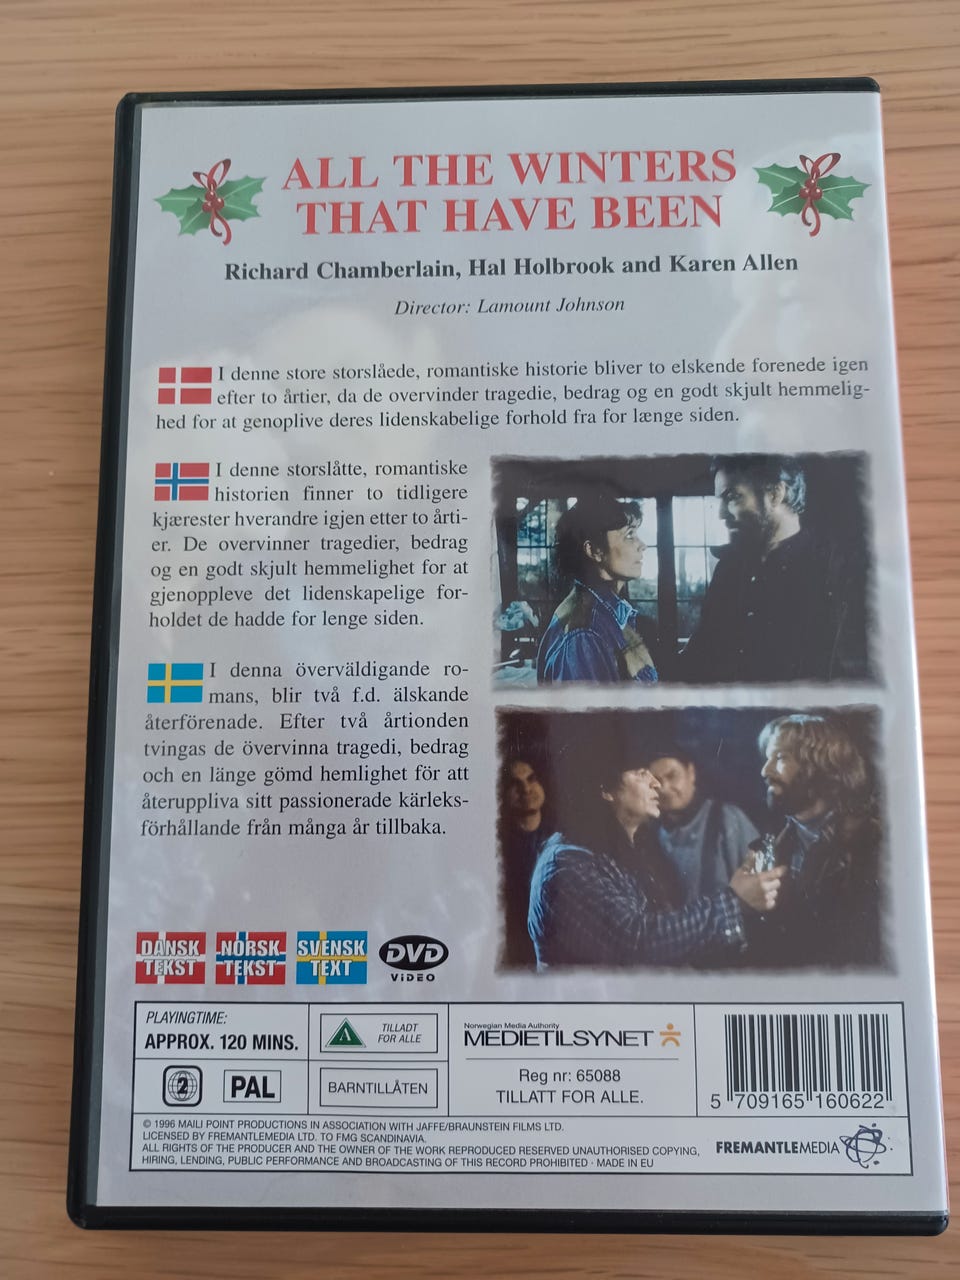 ALL THE WINTERS
THAT HAVE BEEN
Richard Chamberlain, Hal Holbrook and Karen Allen
Director: Lamount Johnson
I denne store storslåede, romantiske historie bliver to elskende forenede igen
efter to årtier, da de overvinder tragedie, bedrag og en godt skjult hemmelig-
hed for at genoplive deres lidenskabelige forhold fra for længe siden.
I denne storslåtte, romantiske
historien finner to tidligere
kjærester hverandre igjen etter to årti-
er. De overvinner tragedier, bedrag
og en godt skjult hemmelighet for at
gjenoppleve det lidenskapelige for-
holdet de hadde for lenge siden.
I denna överväldigande ro-
mans, blir två f.d. älskande
återförenade. Efter två årtionden
tvingas de övervinna tragedi, bedrag
och en länge gömd hemlighet för att
återuppliva sitt passionerade kärleks-
förhållande från många år tillbaka.
DANSK
TEKST
NORSK
TEKST
SVENSK
TEXT
DVD
VIDEO
PLAYINGTIME:
APPROX. 120 MINS.
2
PAL
A
TILLADT
FOR ALLE
BARNTILLÅTEN
Norwegian Media Authority
MEDIETILSYNET
Reg nr: 65088
TILLATT FOR ALLE.
5 709165 160622
© 1996 MAILI POINT PRODUCTIONS IN ASSOCIATION WITH JAFFE/BRAUNSTEIN FILMS LTD.
LICENSED BY FREMANTLEMEDIA LTD. TO FMG SCANDINAVIA.
ALL RIGHTS OF THE PRODUCER AND THE OWNER OF THE WORK REPRODUCED RESERVED UNAUTHORISED COPYING,
HIRING, LENDING, PUBLIC PERFORMANCE AND BROADCASTING OF THIS RECORD PROHIBITED · MADE IN EU
FREMANTLEMEDIA